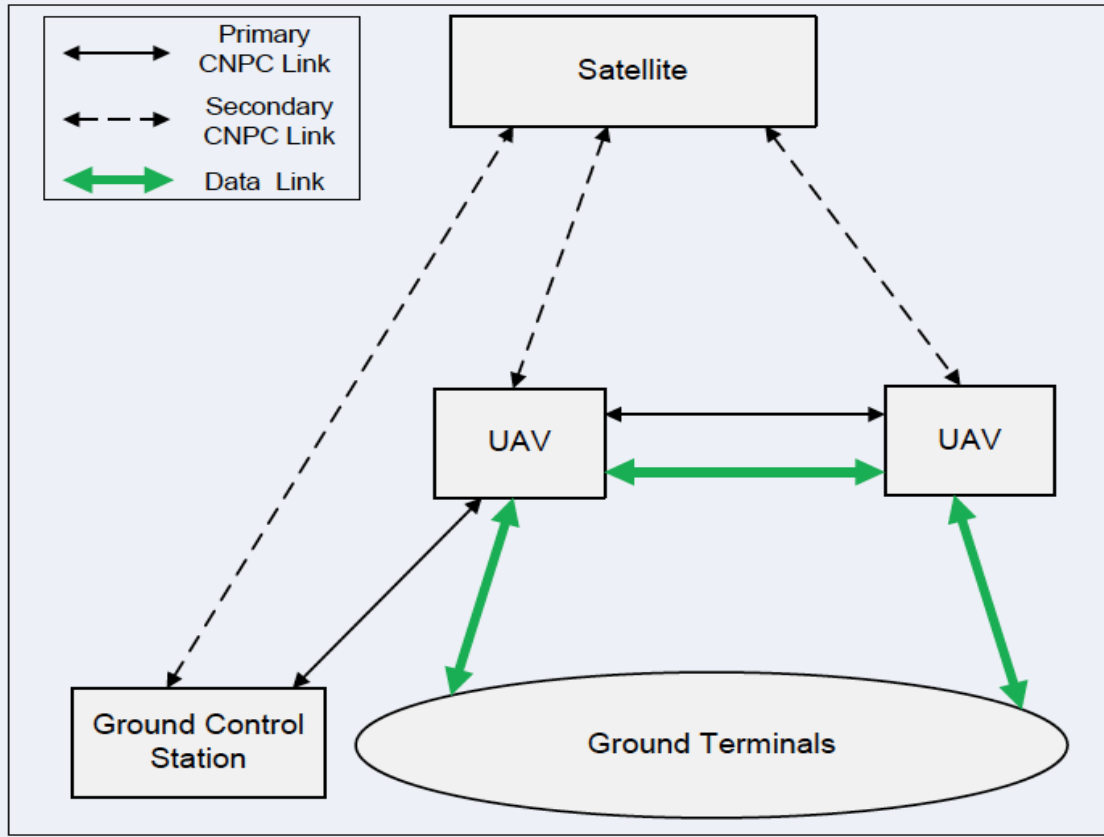 Primary
CNPC Link
Secondary
CNPC Link
Data Link
Satellite
UAV
UAV
Ground Control
Station
Ground Terminals